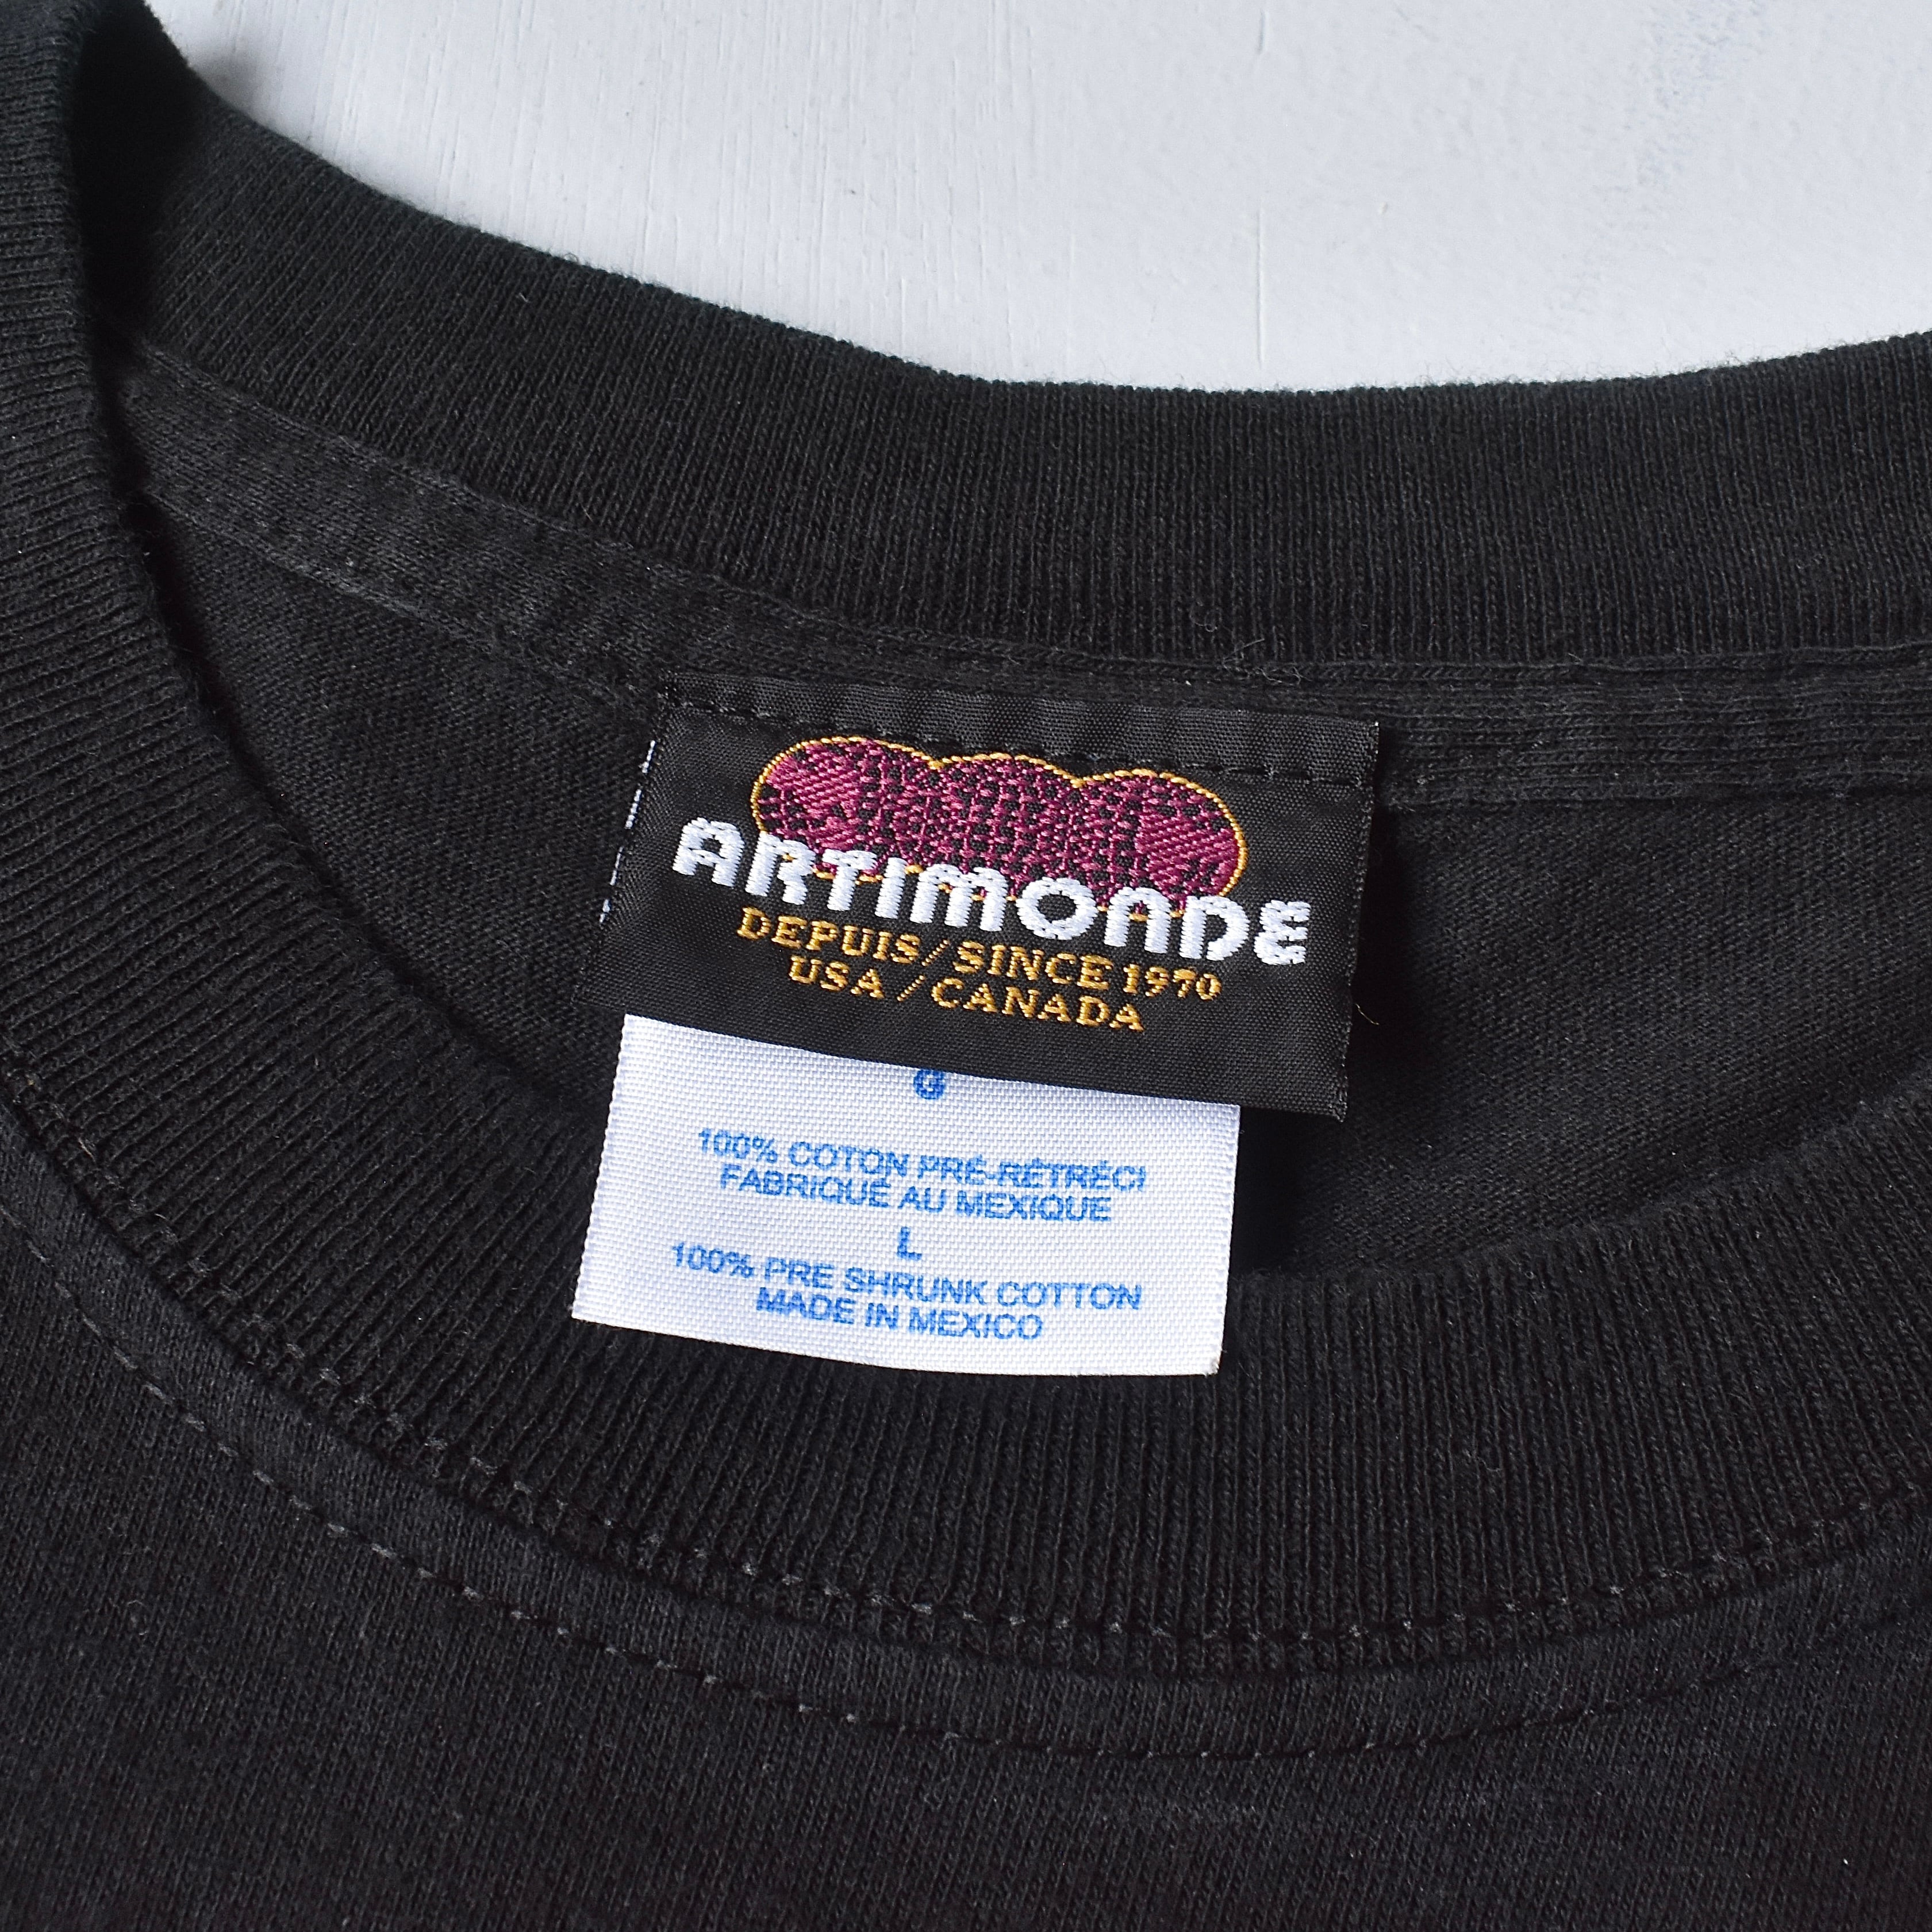 ARTIMONDE
DEPUIS/SINCE 1970
USA/CANADA
G
100% COTON PRÉ-RÉTRÉCI
FABRIQUÉ AU MEXIQUE
L
100% PRE SHRUNK COTTON
MADE IN MEXICO